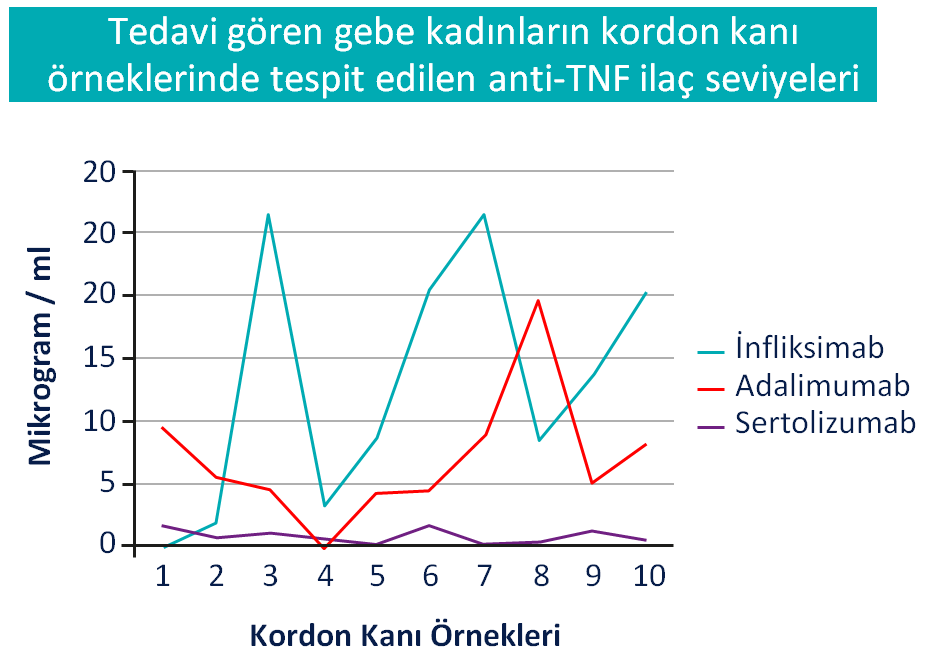 Tedavi gören gebe kadınların kordon kanı
örneklerinde tespit edilen anti-TNF ilaç seviyeleri
Mikrogram / ml
20
20
20
15
10
5
0
1 2 3 4 5 6 7 8 9 10
Kordon Kanı Örnekleri
İnfliksimab
Adalimumab
Sertolizumab